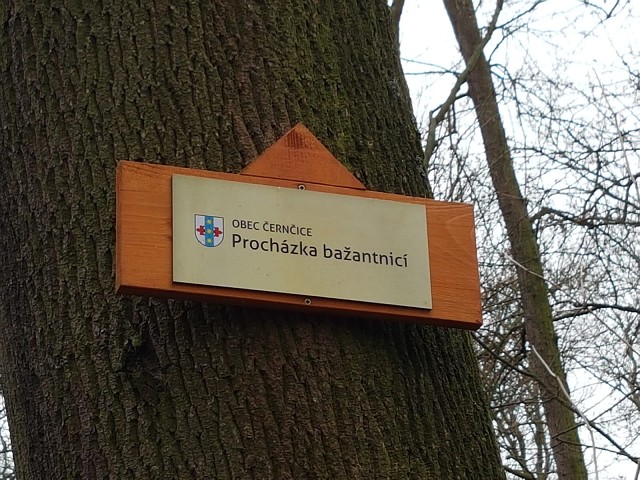 OBEC ČERNČICE
Procházka bažantnicí